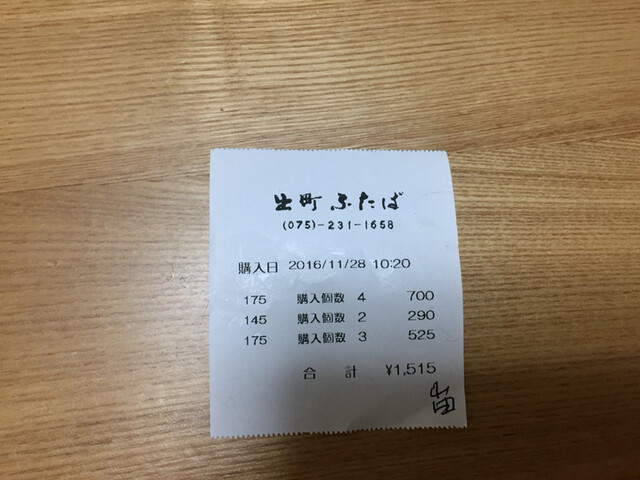 出町ふたば
(075)-231-1658
購入日 2016/11/28 10:20
175 購入個数 4 700
145 購入個数 2 290
175 購入個数 3 525
合計 ¥1,515